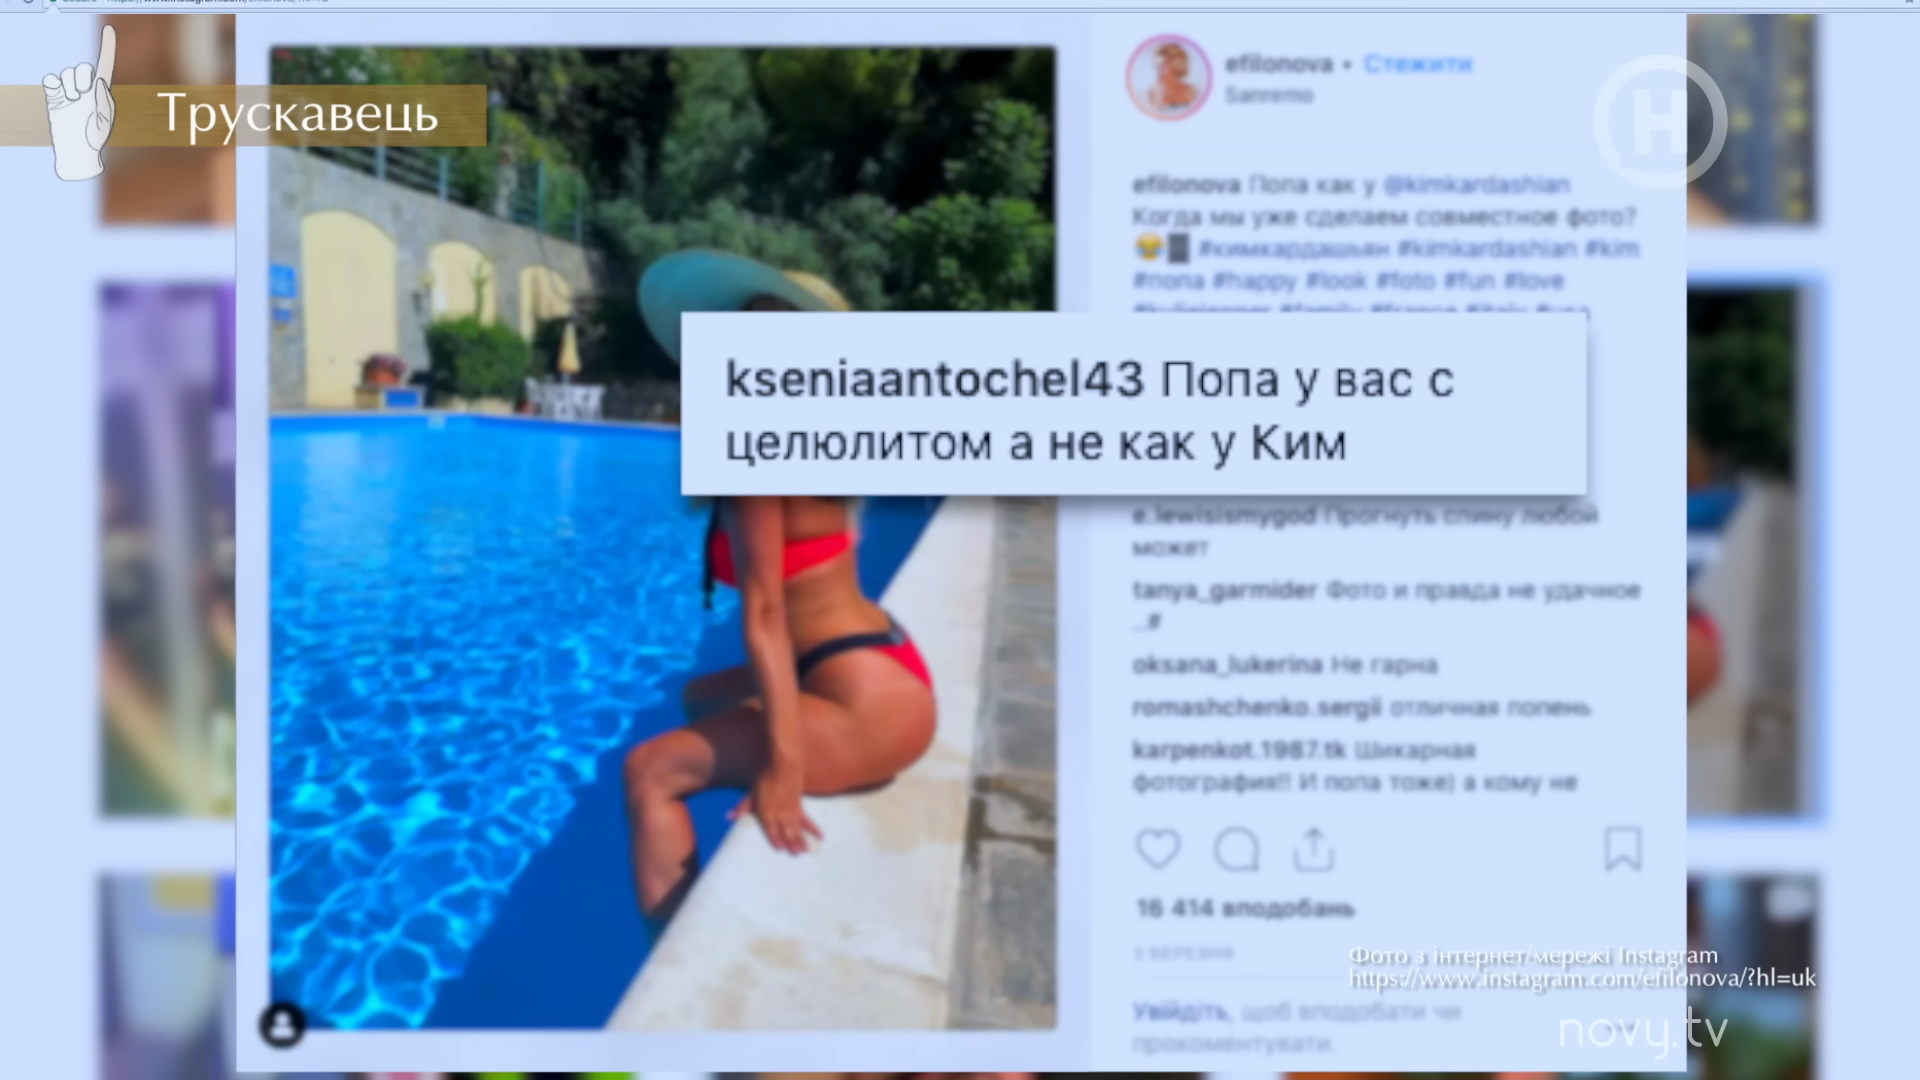 Трускавець
efilonova • Стежити
Sanremo
Н
efilonova Попа как у @kimkardashian
Когда мы уже сделаем совместное фото?
#кимкардашьян #kimkardashian #kim
#попа #happy #look #foto #fun #love
kseniaantochel43 Попа у вас с
целюлитом а не как у Ким
e.lewisismygod Прогнуть спину любой
может
tanya_garmider Фото и правда не удачное
..#
oksana_lukerina Не гарна
romashchenko.sergii отличная попень
karpenkot.1987.tk Шикарная
фотография!! И попа тоже) а кому не
16 414 вподобань
3 БЕРЕЗНЯ
Фото з інтернет/мережі Instagram
https://www.instagram.com/efilonova/?hl=uk
Увійдіть, щоб вподобати чи
прокоментувати.
novy.tv